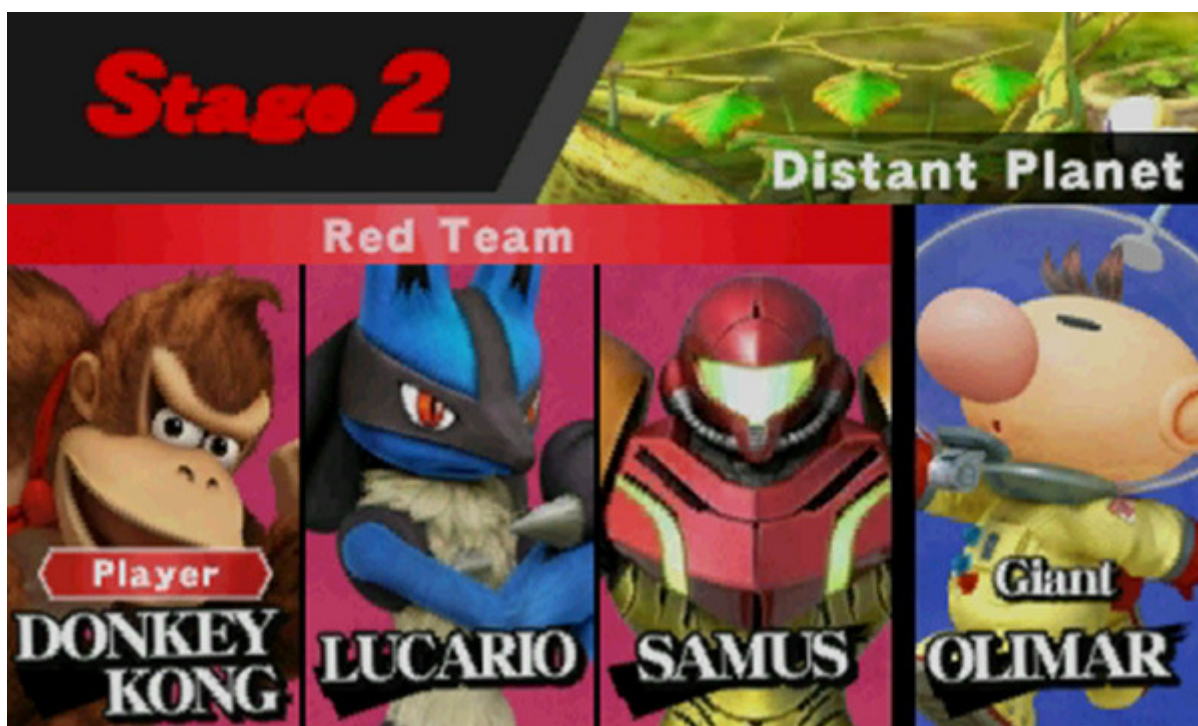 Stage 2
Distant Planet
Red Team
Player
DONKEY
KONG
LUCARIO
SAMUS
Giant
OLIMAR